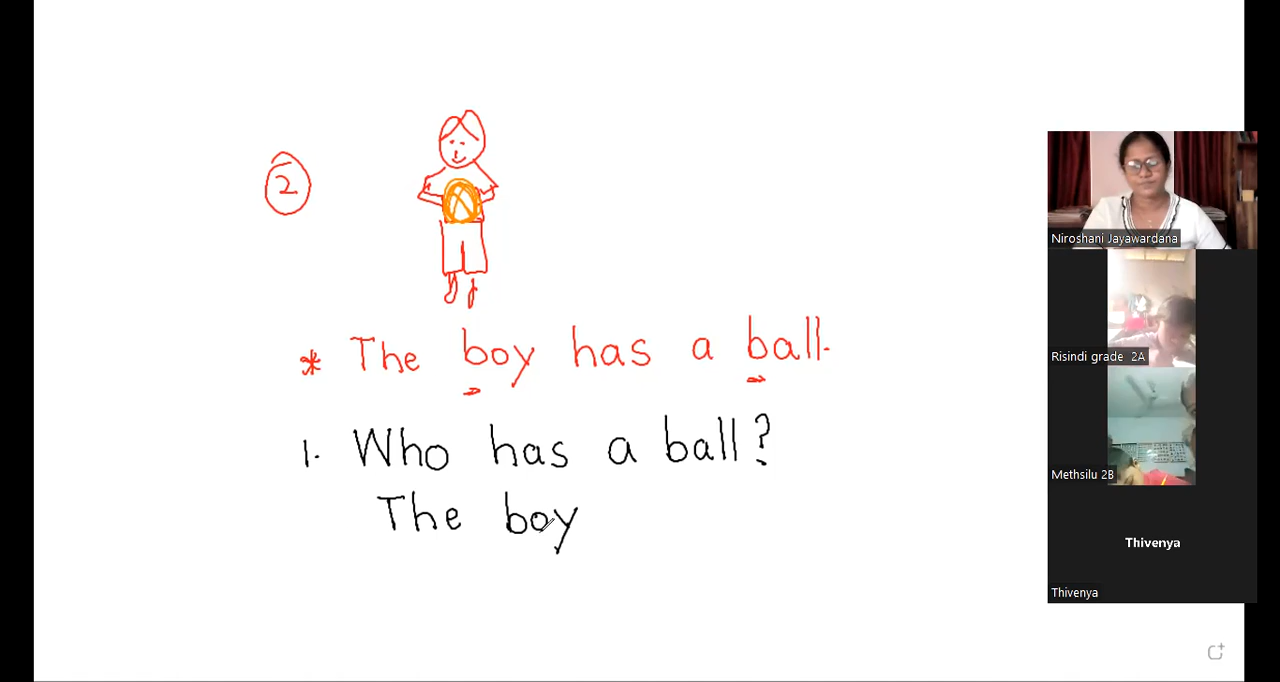 2
* The boy has a ball.
1. Who has a ball?
The boy
Niroshani Jayawardana
Risindi grade 2A
Methsilu 2B
Thivenya
Thivenya